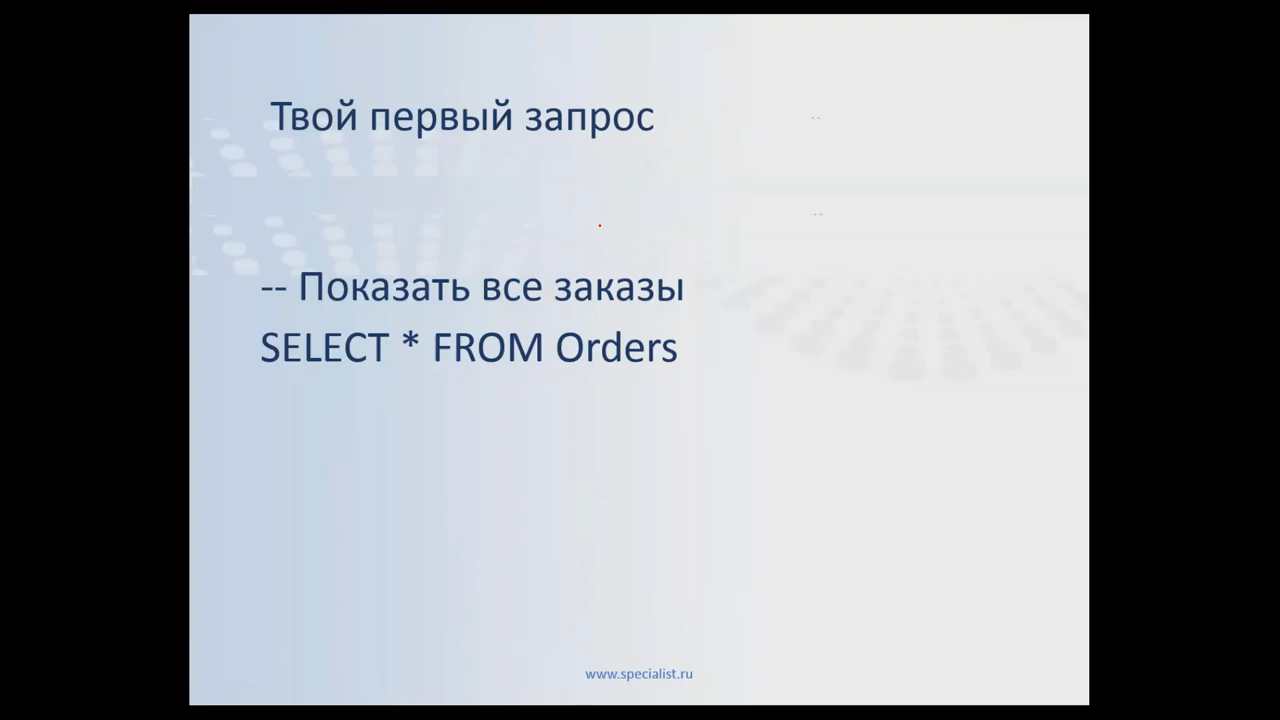 Твой первый запрос
-- Показать все заказы
SELECT * FROM Orders
www.specialist.ru